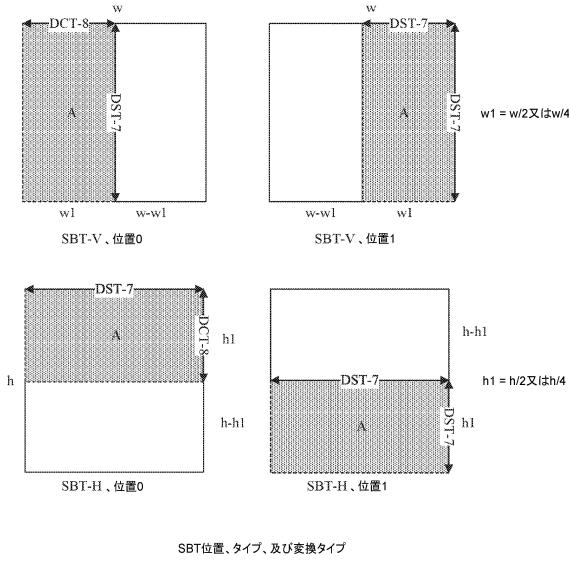 w
DCT-8
DST-7
A
w1
w-w1
SBT-V 、位置0
w
DST-7
DST-7
A
w-w1
w1
SBT-V 、位置1
w1 = w/2又はw/4
DST-7
DCT-8
A
h1
h
h-h1
SBT-H 、位置0
h-h1
DST-7
DST-7
A
h1
SBT-H 、位置1
h1 = h/2又はh/4
SBT位置、タイプ、及び変換タイプ